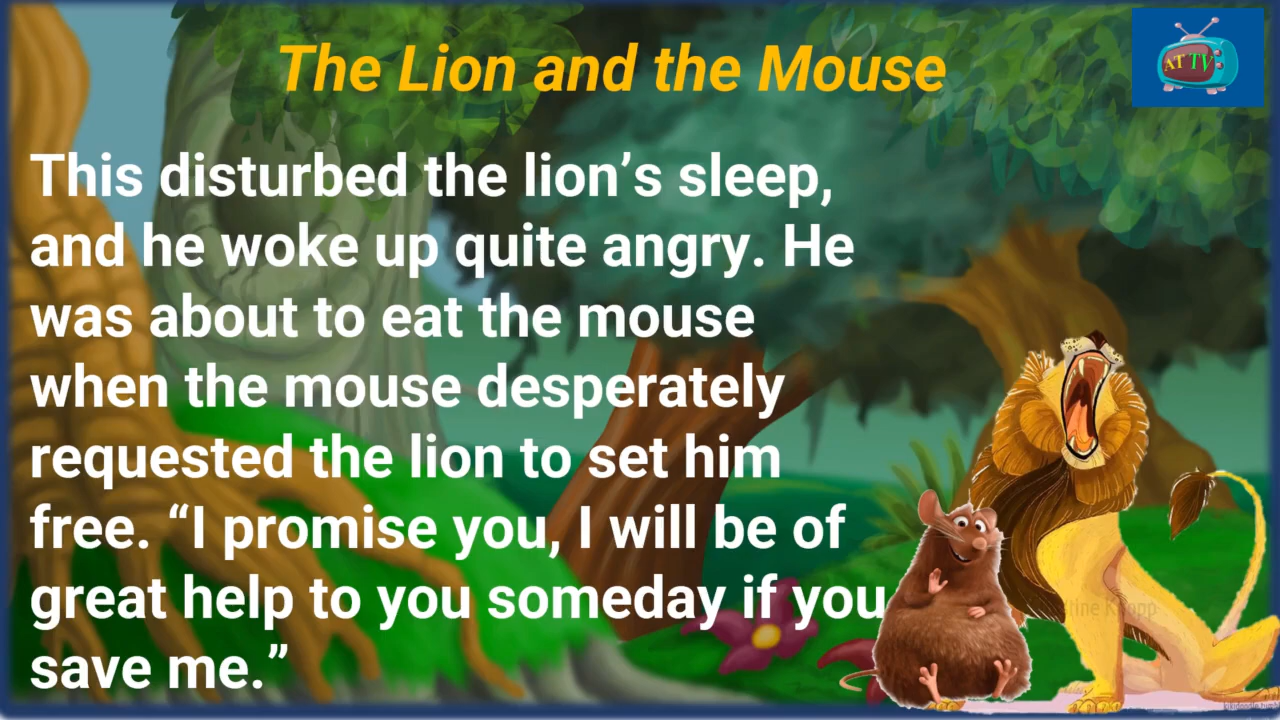 The Lion and the Mouse
AT TV
This disturbed the lion’s sleep,
and he woke up quite angry. He
was about to eat the mouse
when the mouse desperately
requested the lion to set him
free. “I promise you, I will be of
great help to you someday if you
save me.”